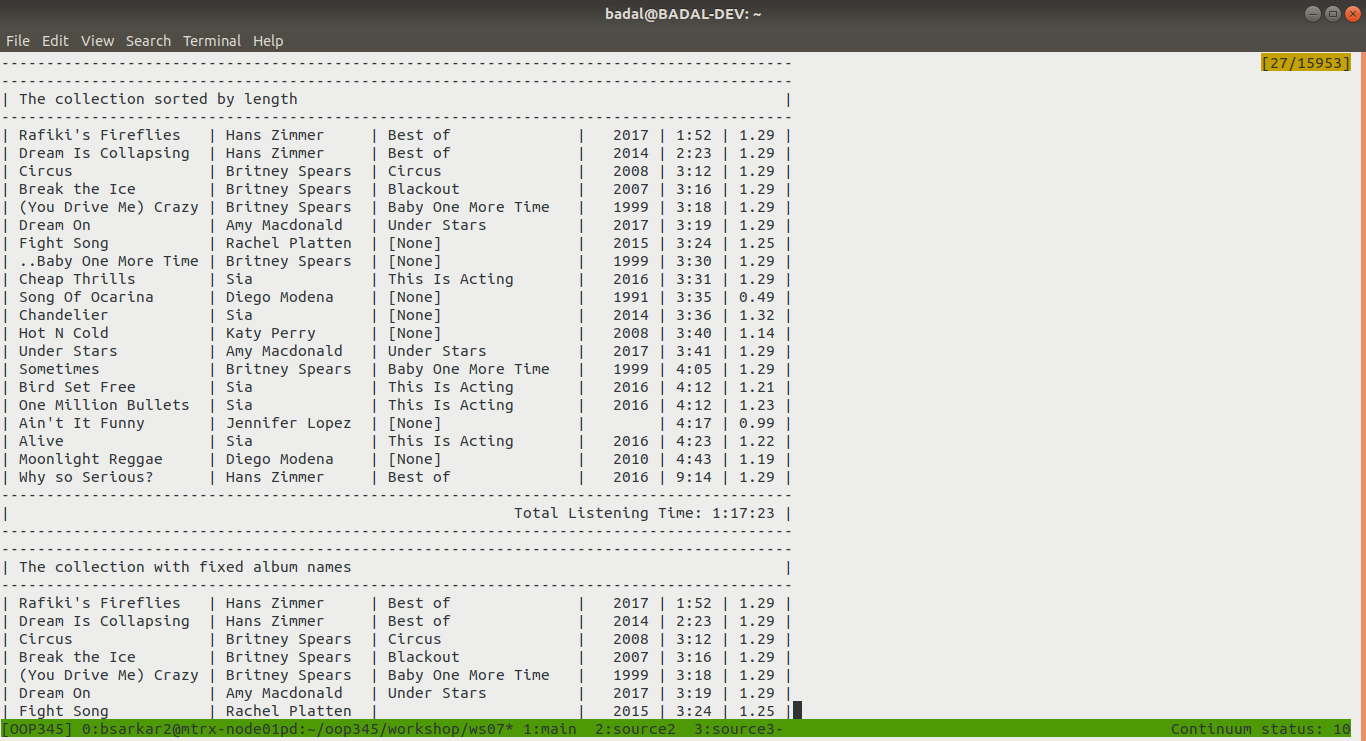 badal@BADAL-DEV: ~
File Edit View Search Terminal Help
---------------------------------------------------------------------------------------- [27/15953]
----------------------------------------------------------------------------------------
| The collection sorted by length                                                      |
----------------------------------------------------------------------------------------
| Rafiki's Fireflies   | Hans Zimmer     | Best of              |   2017 | 1:52 | 1.29 |
| Dream Is Collapsing  | Hans Zimmer     | Best of              |   2014 | 2:23 | 1.29 |
| Circus               | Britney Spears  | Circus               |   2008 | 3:12 | 1.29 |
| Break the Ice        | Britney Spears  | Blackout             |   2007 | 3:16 | 1.29 |
| (You Drive Me) Crazy | Britney Spears  | Baby One More Time   |   1999 | 3:18 | 1.29 |
| Dream On             | Amy Macdonald   | Under Stars          |   2017 | 3:19 | 1.29 |
| Fight Song           | Rachel Platten  | [None]               |   2015 | 3:24 | 1.25 |
| ..Baby One More Time | Britney Spears  | [None]               |   1999 | 3:30 | 1.29 |
| Cheap Thrills        | Sia             | This Is Acting       |   2016 | 3:31 | 1.29 |
| Song Of Ocarina      | Diego Modena    | [None]               |   1991 | 3:35 | 0.49 |
| Chandelier           | Sia             | [None]               |   2014 | 3:36 | 1.32 |
| Hot N Cold           | Katy Perry      | [None]               |   2008 | 3:40 | 1.14 |
| Under Stars          | Amy Macdonald   | Under Stars          |   2017 | 3:41 | 1.29 |
| Sometimes            | Britney Spears  | Baby One More Time   |   1999 | 4:05 | 1.29 |
| Bird Set Free        | Sia             | This Is Acting       |   2016 | 4:12 | 1.21 |
| One Million Bullets  | Sia             | This Is Acting       |   2016 | 4:12 | 1.23 |
| Ain't It Funny       | Jennifer Lopez  | [None]               |        | 4:17 | 0.99 |
| Alive                | Sia             | This Is Acting       |   2016 | 4:23 | 1.22 |
| Moonlight Reggae     | Diego Modena    | [None]               |   2010 | 4:43 | 1.19 |
| Why so Serious?      | Hans Zimmer     | Best of              |   2016 | 9:14 | 1.29 |
----------------------------------------------------------------------------------------
|                                                        Total Listening Time: 1:17:23 |
----------------------------------------------------------------------------------------
----------------------------------------------------------------------------------------
| The collection with fixed album names                                                |
----------------------------------------------------------------------------------------
| Rafiki's Fireflies   | Hans Zimmer     | Best of              |   2017 | 1:52 | 1.29 |
| Dream Is Collapsing  | Hans Zimmer     | Best of              |   2014 | 2:23 | 1.29 |
| Circus               | Britney Spears  | Circus               |   2008 | 3:12 | 1.29 |
| Break the Ice        | Britney Spears  | Blackout             |   2007 | 3:16 | 1.29 |
| (You Drive Me) Crazy | Britney Spears  | Baby One More Time   |   1999 | 3:18 | 1.29 |
| Dream On             | Amy Macdonald   | Under Stars          |   2017 | 3:19 | 1.29 |
| Fight Song           | Rachel Platten  |                      |   2015 | 3:24 | 1.25 |
[OOP345] 0:bsarkar2@mtrx-node01pd:~/oop345/workshop/ws07* 1:main  2:source2  3:source3- Continuum status: 10